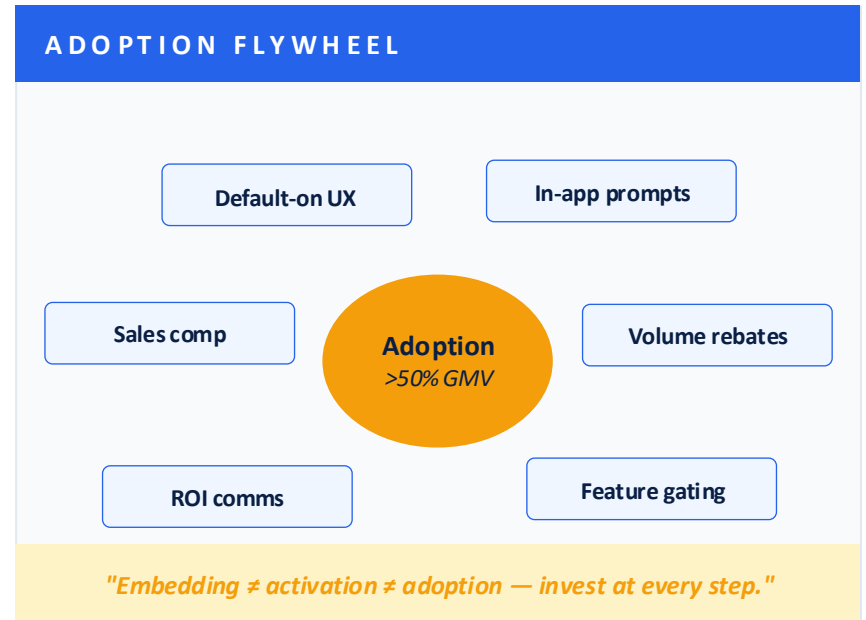 ADOPTION FLYWHEEL
Default-on UX
In-app prompts
Sales comp
Adoption
>50% GMV
Volume rebates
ROI comms
Feature gating
"Embedding ≠ activation ≠ adoption — invest at every step."